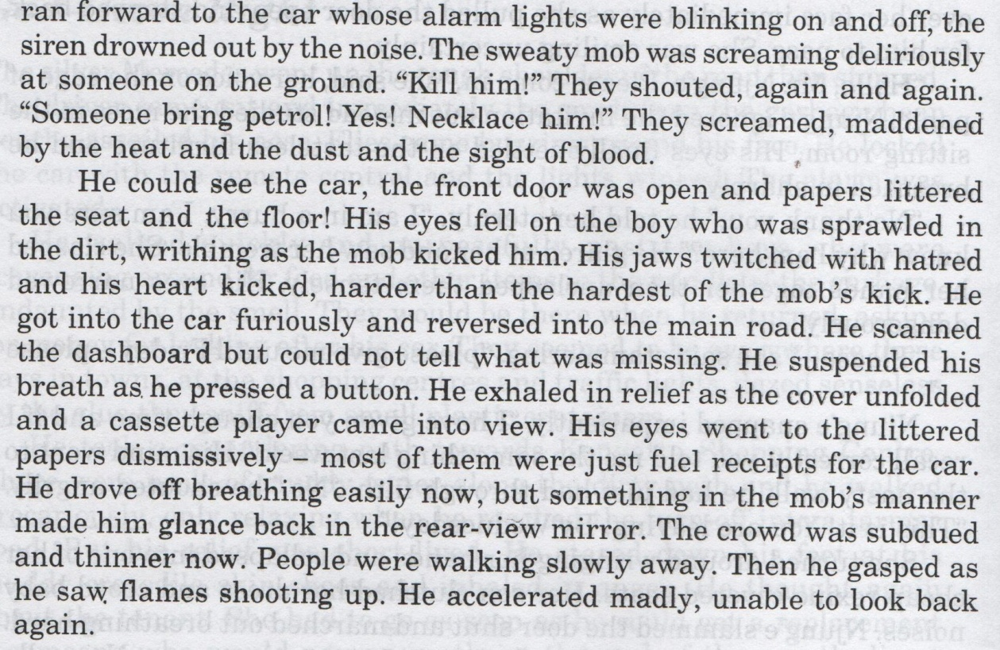 ran forward to the car whose alarm lights were blinking on and off, the
siren drowned out by the noise. The sweaty mob was screaming deliriously
at someone on the ground. “Kill him!” They shouted, again and again.
“Someone bring petrol! Yes! Necklace him!” They screamed, maddened
by the heat and the dust and the sight of blood.
He could see the car, the front door was open and papers littered
the seat and the floor! His eyes fell on the boy who was sprawled in
the dirt, writhing as the mob kicked him. His jaws twitched with hatred
and his heart kicked, harder than the hardest of the mob’s kick. He
got into the car furiously and reversed into the main road. He scanned
the dashboard but could not tell what was missing. He suspended his
breath as he pressed a button. He exhaled in relief as the cover unfolded
and a cassette player came into view. His eyes went to the littered
papers dismissively – most of them were just fuel receipts for the car.
He drove off breathing easily now, but something in the mob’s manner
made him glance back in the rear-view mirror. The crowd was subdued
and thinner now. People were walking slowly away. Then he gasped as
he saw, flames shooting up. He accelerated madly, unable to look back
again.